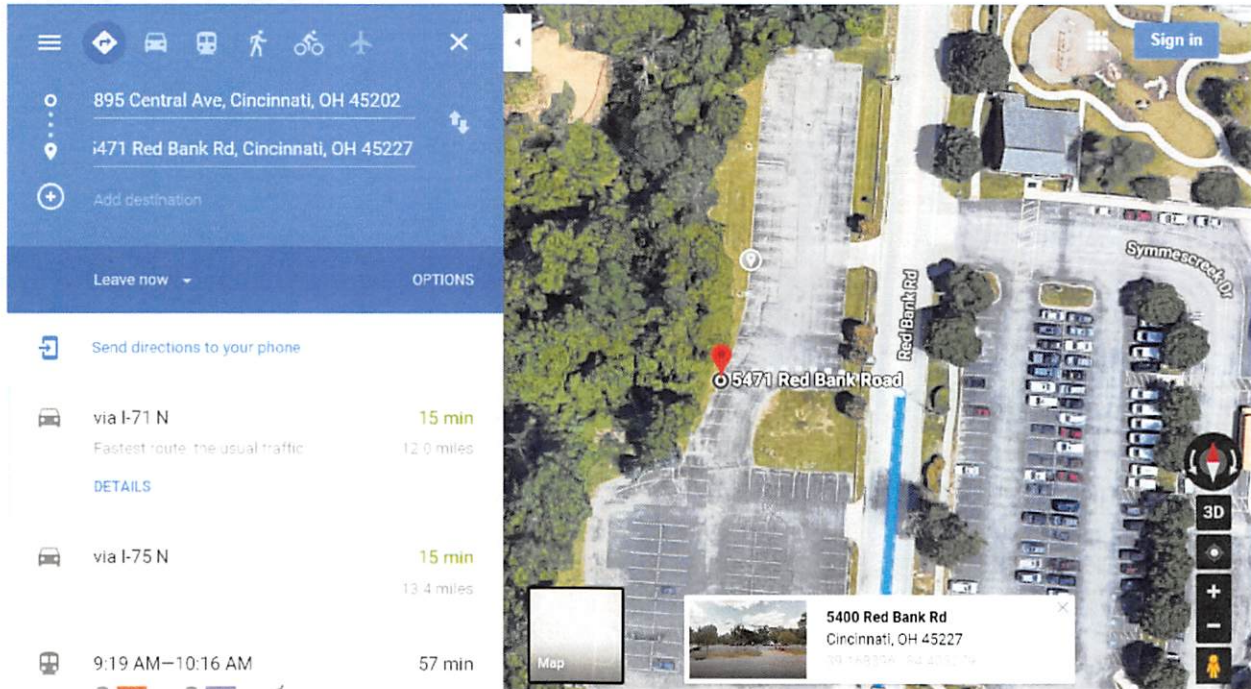 895 Central Ave, Cincinnati, OH 45202
471 Red Bank Rd, Cincinnati, OH 45227
Add destination
Leave now
OPTIONS
Send directions to your phone
via I-71 N
15 min
Fastest route, the usual traffic
12.0 miles
DETAILS
via I-75 N
15 min
13.4 miles
9:19 AM—10:16 AM
57 min
Sign in
Symmescreek Dr
Red Bank Rd
5471 Red Bank Road
3D
Map
5400 Red Bank Rd
Cincinnati, OH 45227